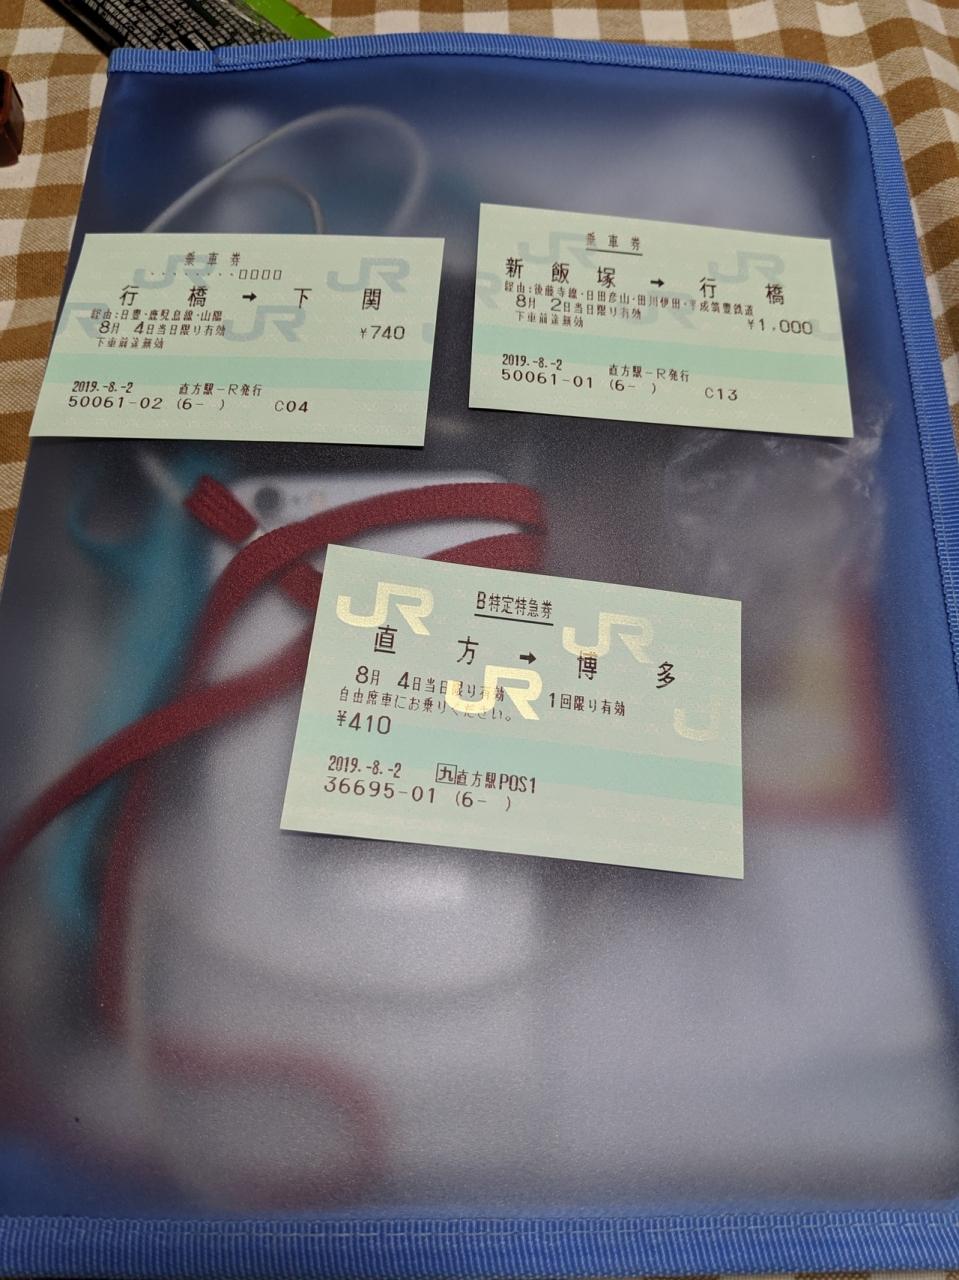 乗車券
········□□□□
行橋→下関
経由:日豊・鹿児島線・山陽
8月 4日当日限り有効
¥740
下車前途無効
2019.-8.-2 直方駅-R発行
50061-02 (6- ) C04
乗車券
新飯塚→行橋
経由:後藤寺線・日田彦山・田川伊田・平成筑豊鉄道
8月 2日当日限り有効
¥1,000
下車前途無効
2019.-8.-2 直方駅-R発行
50061-01 (6- ) C13
JR JR
B特定特急券
直方→博多
8月 4日当日限り有効 1回限り有効
自由席車にお乗りください。
¥410
JR
2019.-8.-2 九直方駅POS1
36695-01 (6- )